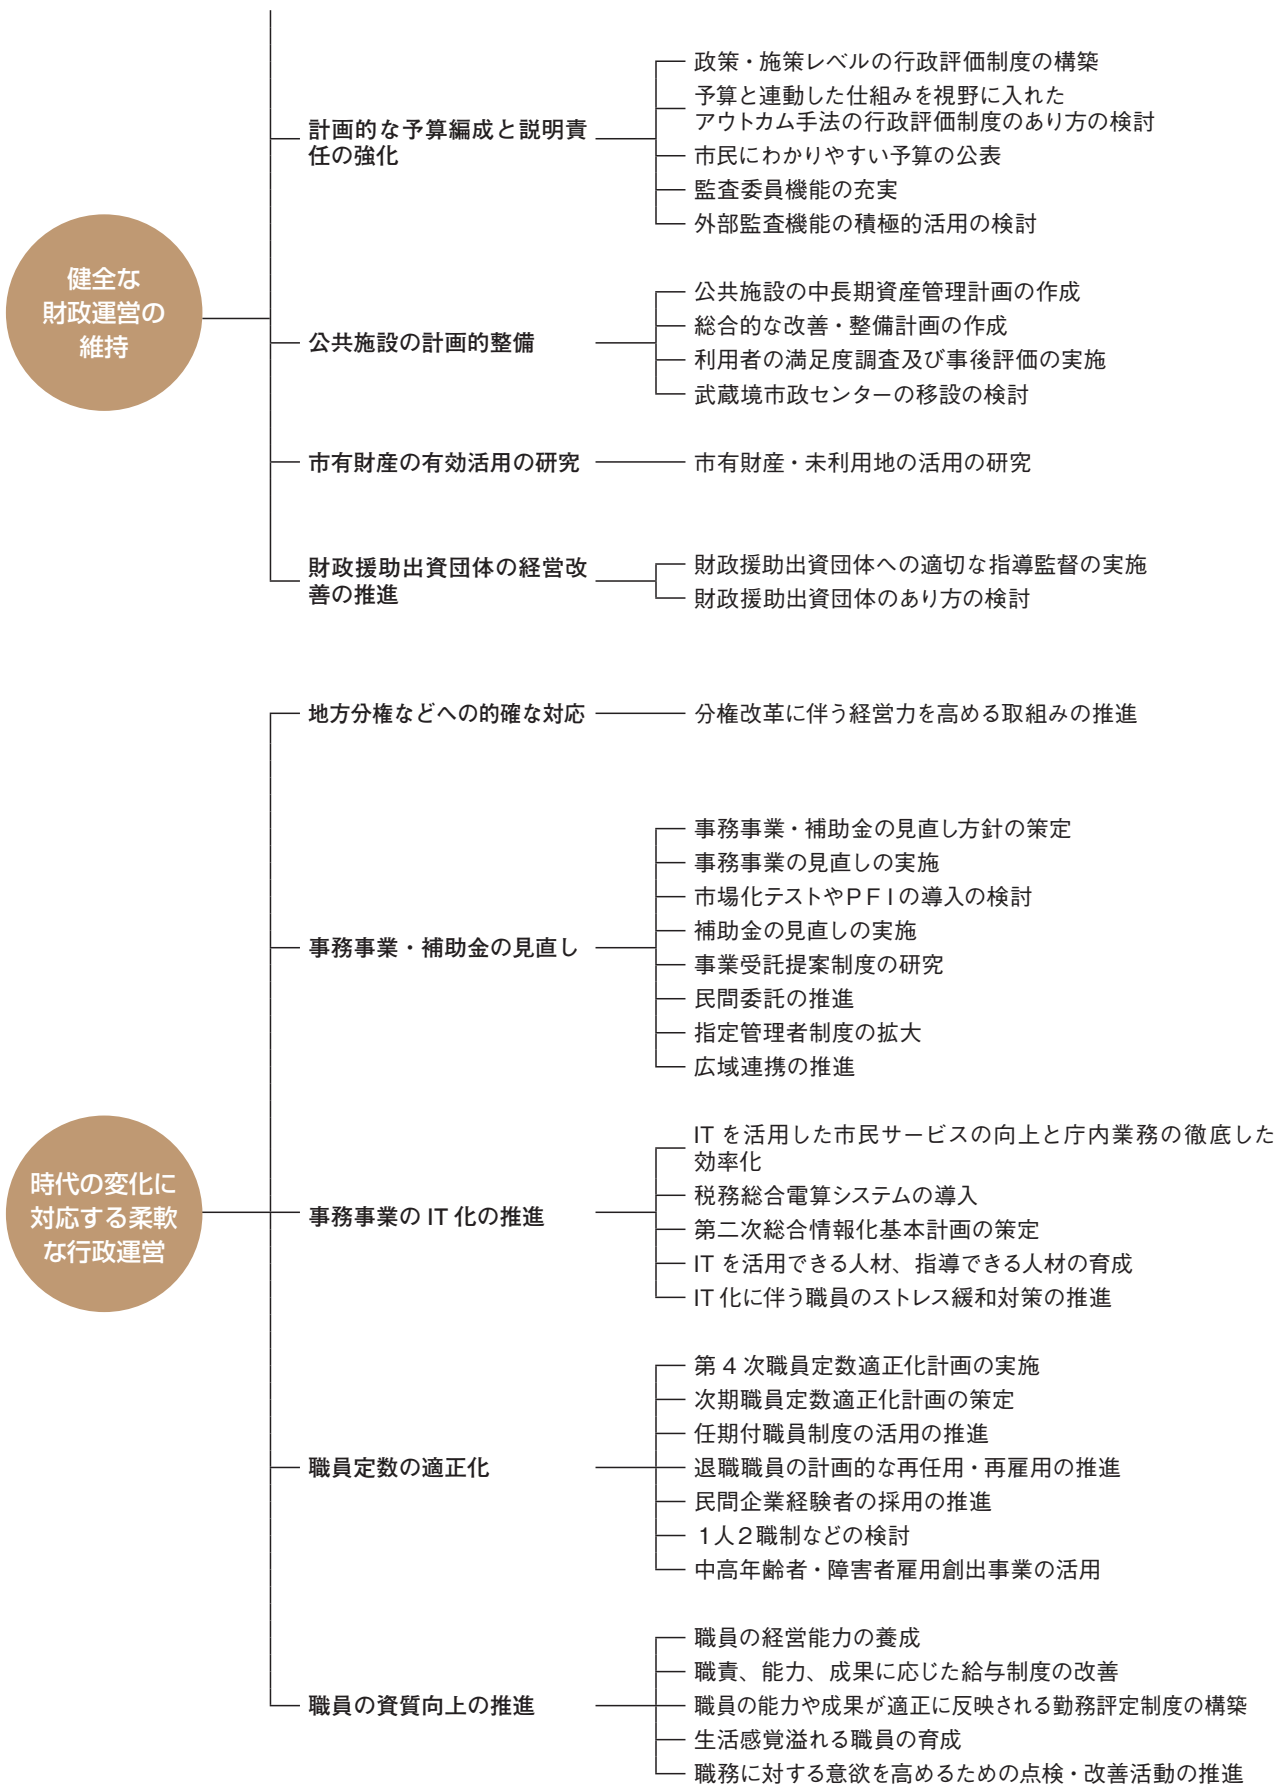 健全な
財政運営の
維持
計画的な予算編成と説明責
任の強化
政策・施策レベルの行政評価制度の構築
予算と連動した仕組みを視野に入れた
アウトカム手法の行政評価制度のあり方の検討
市民にわかりやすい予算の公表
監査委員機能の充実
外部監査機能の積極的活用の検討
公共施設の計画的整備
公共施設の中長期資産管理計画の作成
総合的な改善・整備計画の作成
利用者の満足度調査及び事後評価の実施
武蔵境市政センターの移設の検討
市有財産の有効活用の研究
市有財産・未利用地の活用の研究
財政援助出資団体の経営改
善の推進
財政援助出資団体への適切な指導監督の実施
財政援助出資団体のあり方の検討
時代の変化に
対応する柔軟
な行政運営
地方分権などへの的確な対応
分権改革に伴う経営力を高める取組みの推進
事務事業・補助金の見直し
事務事業・補助金の見直し方針の策定
事務事業の見直しの実施
市場化テストやPFIの導入の検討
補助金の見直しの実施
事業受託提案制度の研究
民間委託の推進
指定管理者制度の拡大
広域連携の推進
事務事業の IT 化の推進
IT を活用した市民サービスの向上と庁内業務の徹底した
効率化
税務総合電算システムの導入
第二次総合情報化基本計画の策定
IT を活用できる人材、指導できる人材の育成
IT 化に伴う職員のストレス緩和対策の推進
職員定数の適正化
第 4 次職員定数適正化計画の実施
次期職員定数適正化計画の策定
任期付職員制度の活用の推進
退職職員の計画的な再任用・再雇用の推進
民間企業経験者の採用の推進
1人2職制などの検討
中高年齢者・障害者雇用創出事業の活用
職員の資質向上の推進
職員の経営能力の養成
職責、能力、成果に応じた給与制度の改善
職員の能力や成果が適正に反映される勤務評定制度の構築
生活感覚溢れる職員の育成
職務に対する意欲を高めるための点検・改善活動の推進